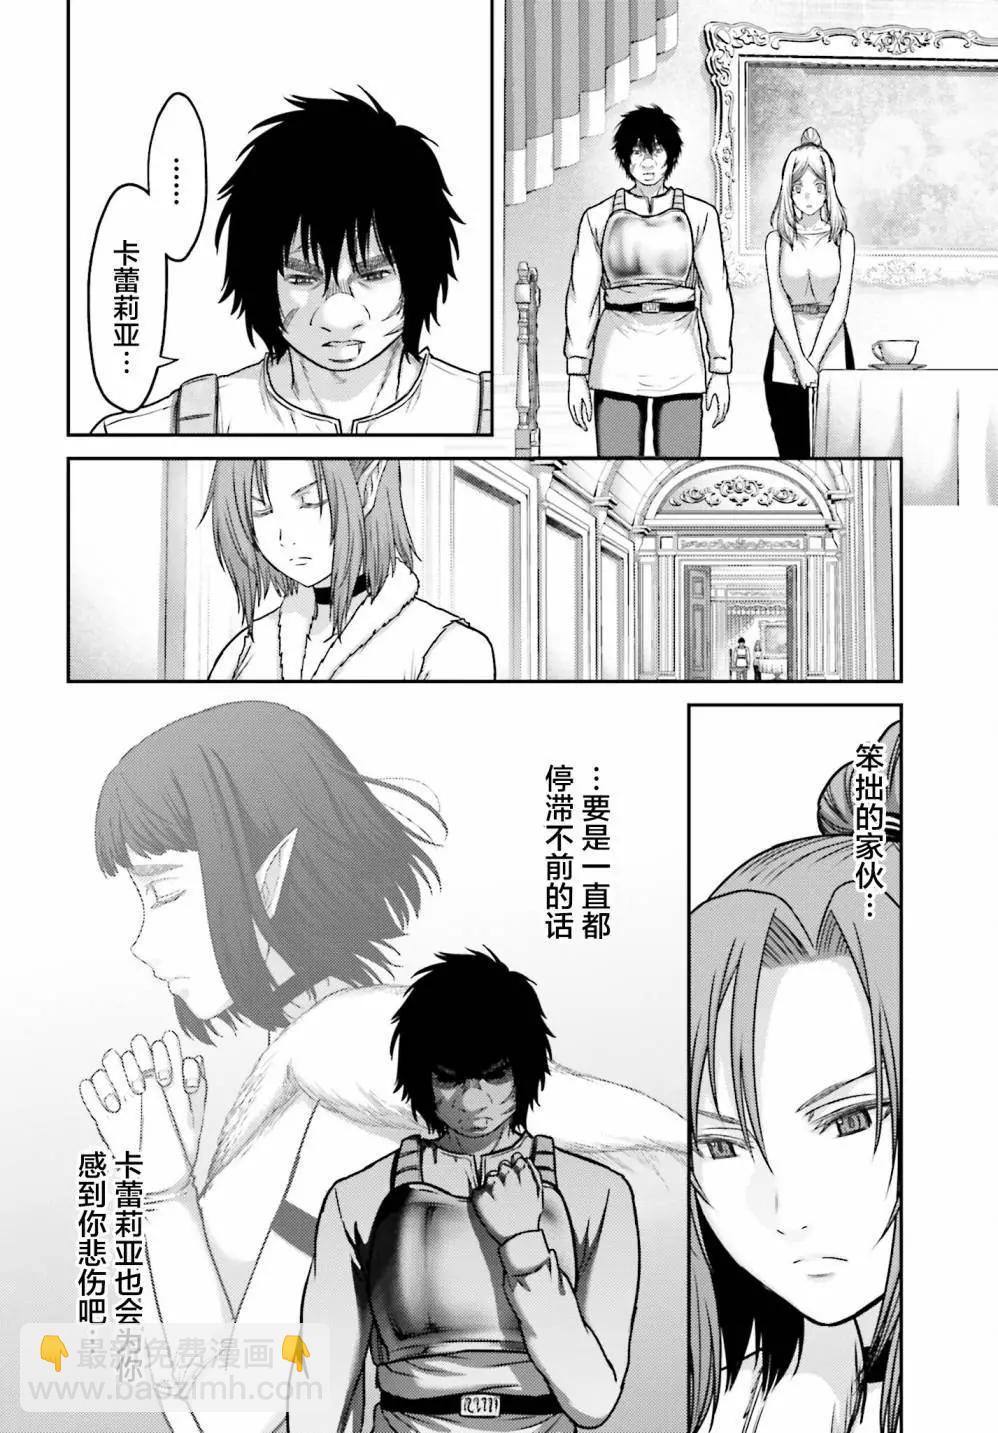 …
卡蕾莉亚…
笨拙的家伙…
…要是一直都
停滞不前的话
卡蕾莉亚也会为你
感到你悲伤吧…
最新免费漫画
www.baozimh.com